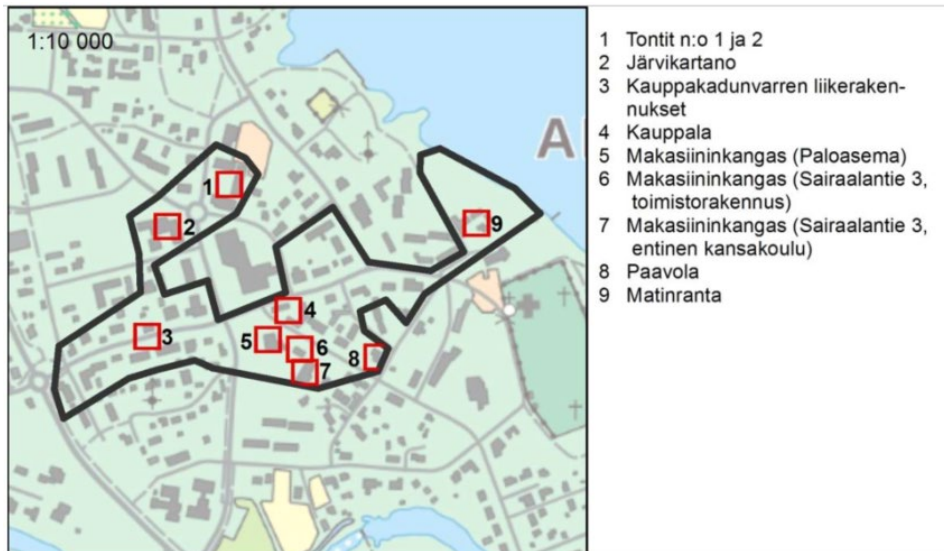 1:10 000
A
1
2
3
4
5
6
7
8
9
1 Tontit n:o 1 ja 2
2 Järvikartano
3 Kauppakadunvarren liikeraken-
nukset
4 Kauppala
5 Makasiininkangas (Paloasema)
6 Makasiininkangas (Sairaalantie 3,
toimistorakennus)
7 Makasiininkangas (Sairaalantie 3,
entinen kansakoulu)
8 Paavola
9 Matinranta